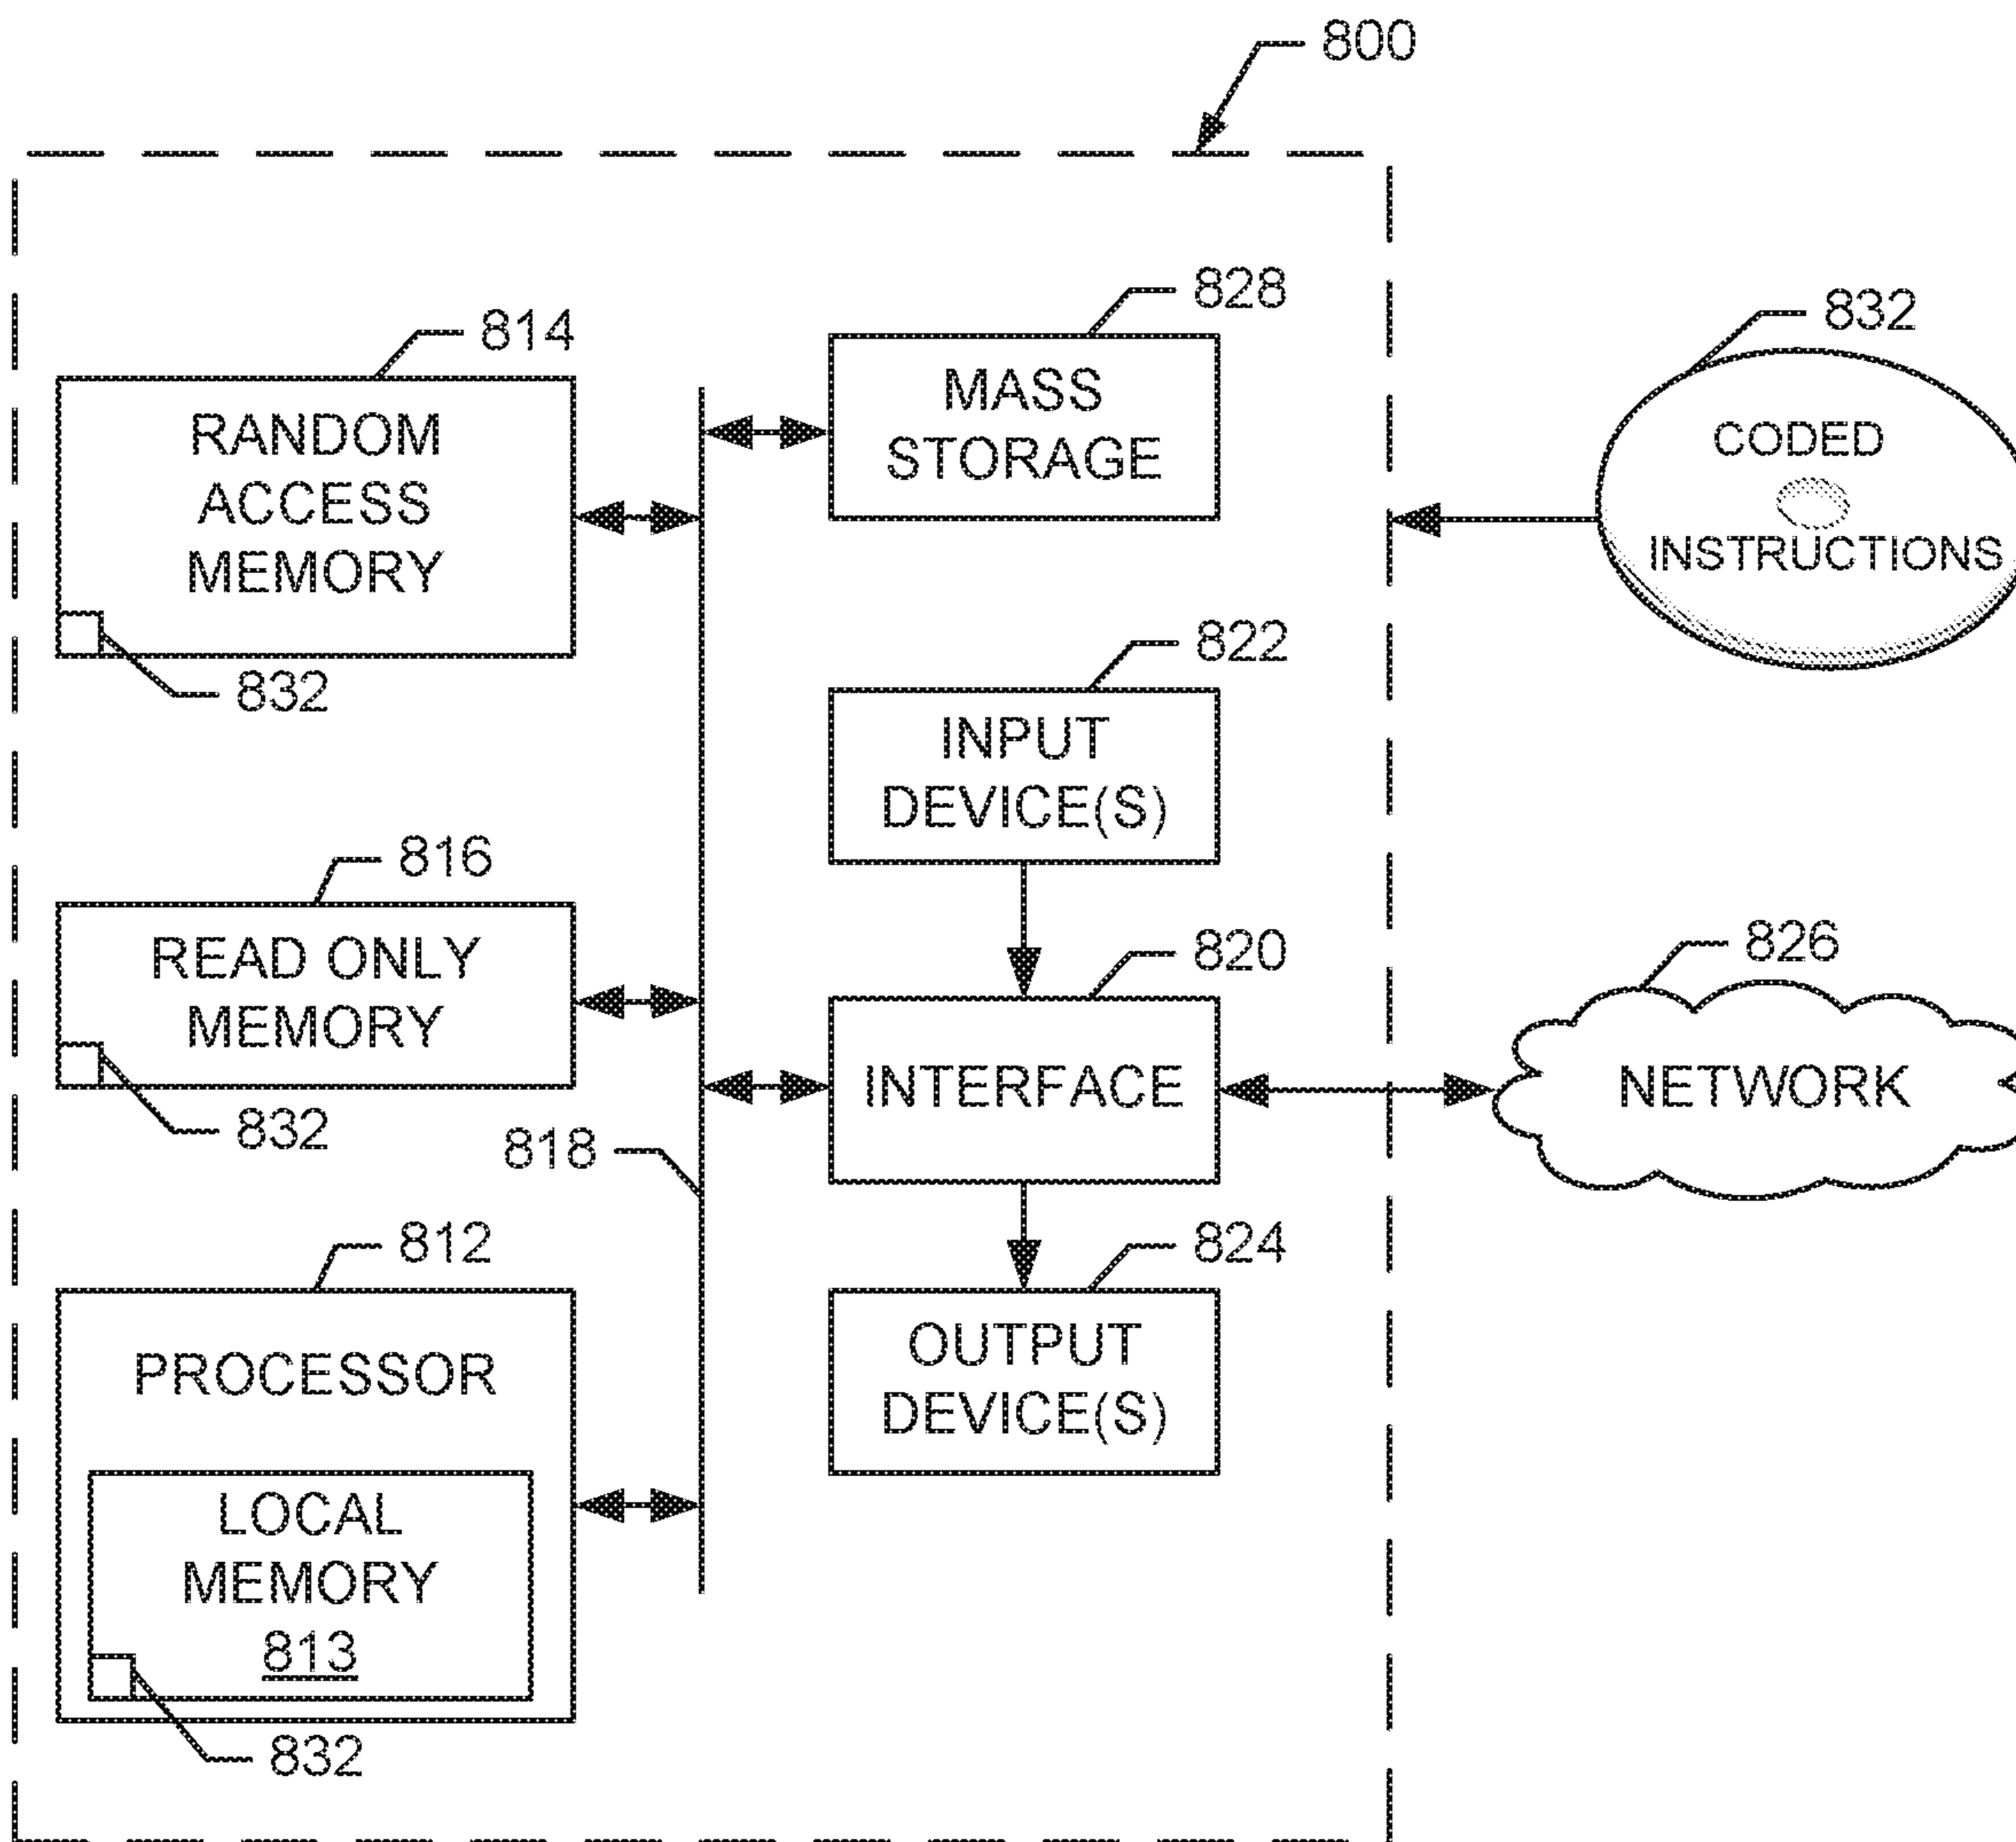 800
828
MASS
STORAGE
814
RANDOM
ACCESS
MEMORY
832
832
CODED
INSTRUCTIONS
822
INPUT
DEVICE(S)
816
READ ONLY
MEMORY
832
820
INTERFACE
826
NETWORK
818
812
PROCESSOR
LOCAL
MEMORY
813
832
824
OUTPUT
DEVICE(S)